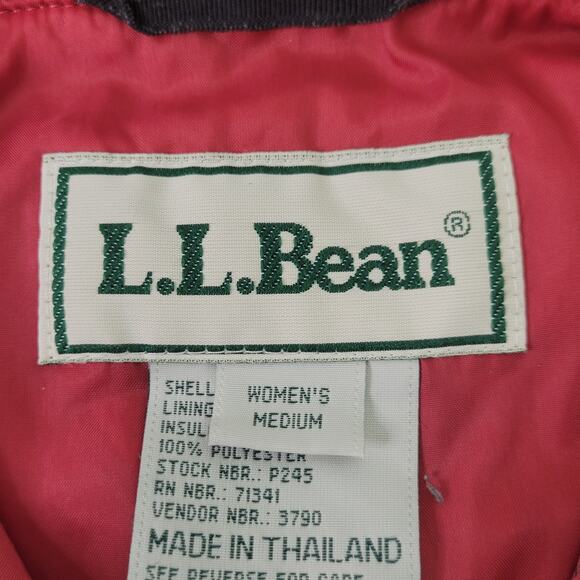 L.L.Bean®
WOMEN'S
MEDIUM
SHELL
LINING
INSUL
100% POLYESTER
STOCK NBR.: P245
RN NBR.: 71341
VENDOR NBR.: 3790
MADE IN THAILAND
SEE REVERSE FOR CARE